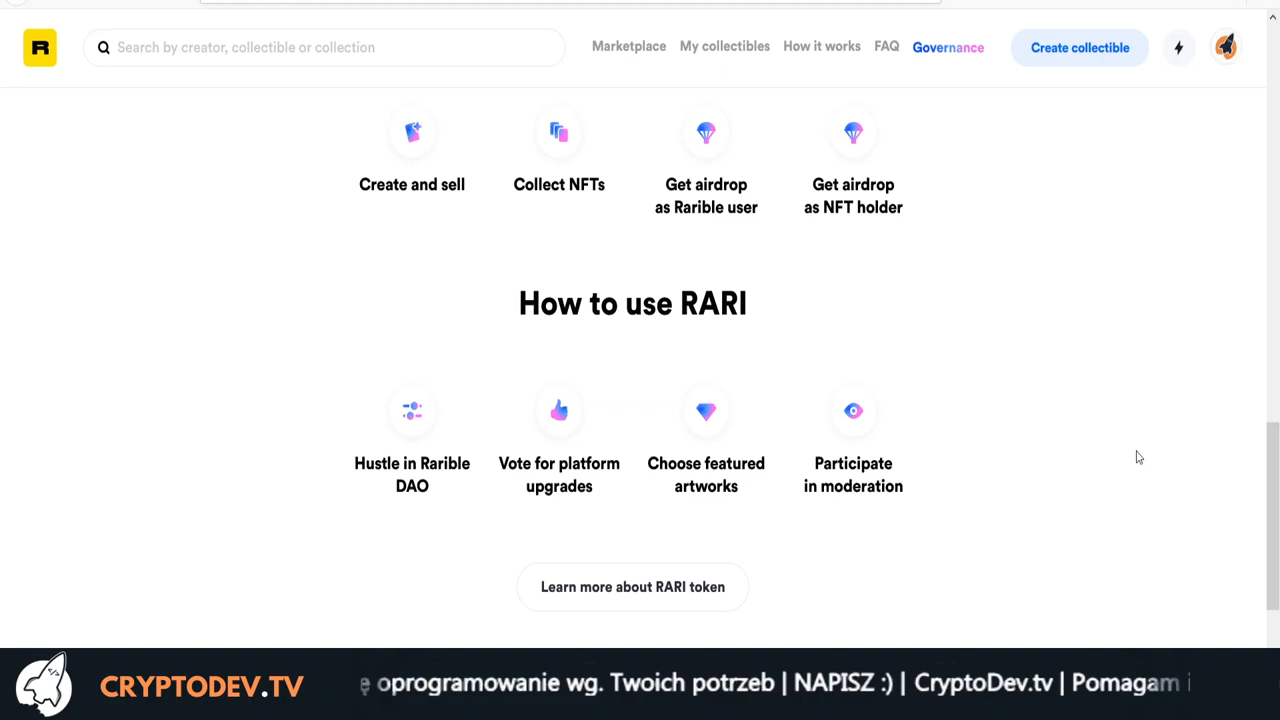 R
Search by creator, collectible or collection
Marketplace My collectibles How it works FAQ Governance
Create collectible
Create and sell
Collect NFTs
Get airdrop
as Rarible user
Get airdrop
as NFT holder
How to use RARI
Hustle in Rarible
DAO
Vote for platform
upgrades
Choose featured
artworks
Participate
in moderation
Learn more about RARI token
CRYPTODEV.TV
ę oprogramowanie wg. Twoich potrzeb | NAPISZ :) | CryptoDev.tv | Pomagam i